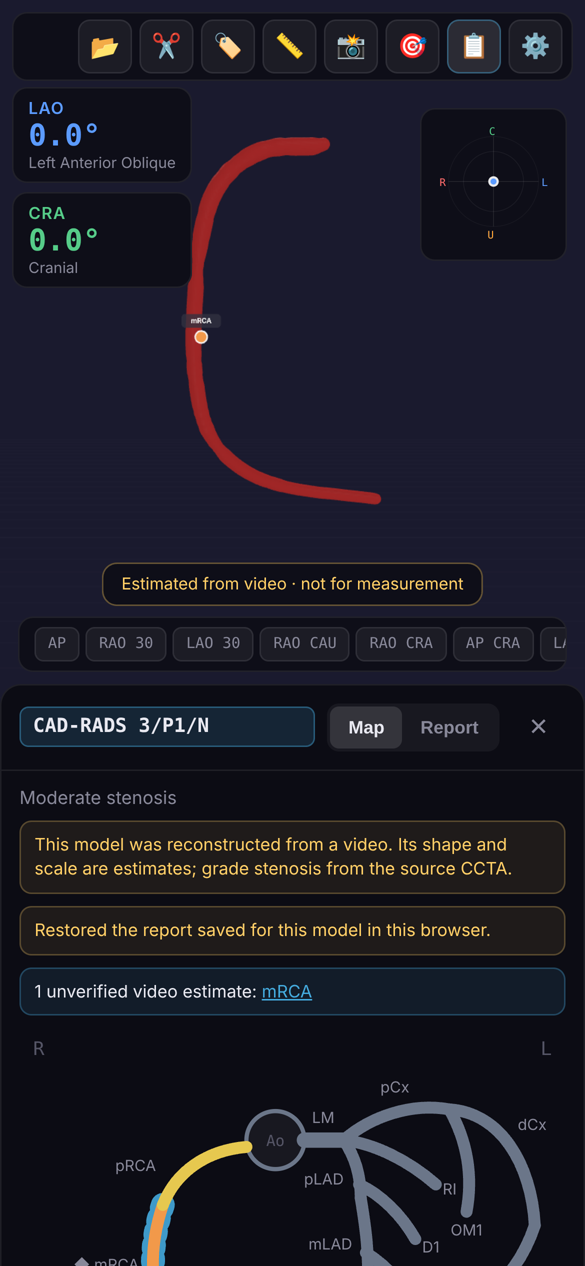 LAO
0.0°
Left Anterior Oblique
CRA
0.0°
Cranial
C
R
L
U
mRCA
Estimated from video · not for measurement
AP
RAO 30
LAO 30
RAO CAU
RAO CRA
AP CRA
LA
CAD-RADS 3/P1/N
Map
Report
✕
Moderate stenosis
This model was reconstructed from a video. Its shape and
scale are estimates; grade stenosis from the source CCTA.
Restored the report saved for this model in this browser.
1 unverified video estimate: mRCA
R
L
pCx
LM
dCx
Ao
pRCA
pLAD
RI
OM1
mLAD
D1
mRCA